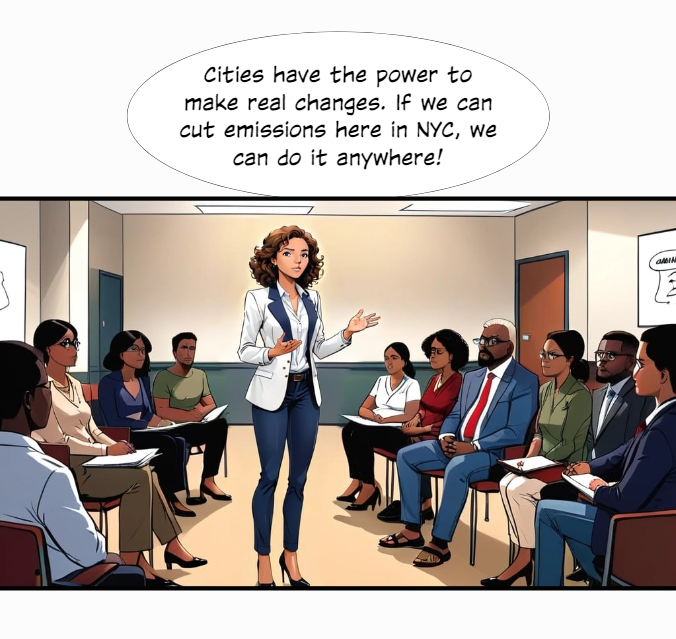 Cities have the power to
make real changes. If we can
cut emissions here in NYC, we
can do it anywhere!